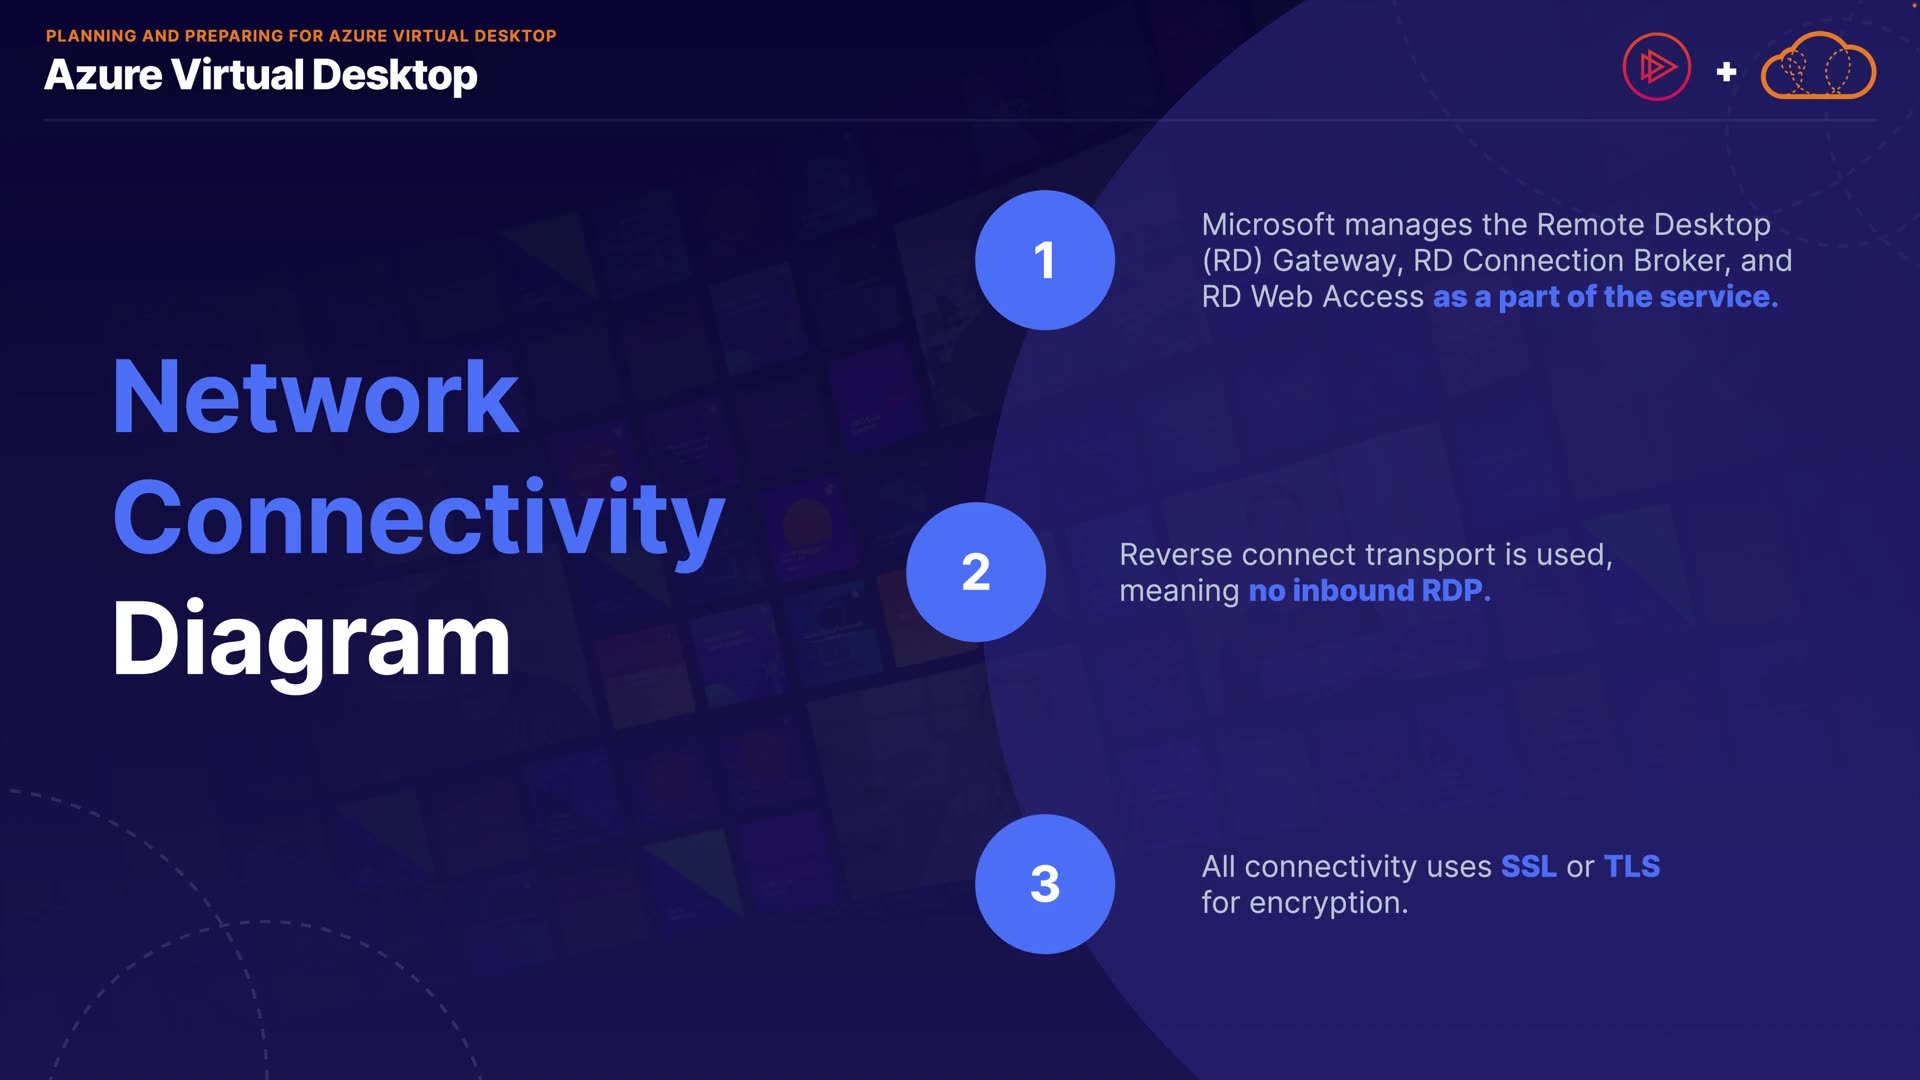 PLANNING AND PREPARING FOR AZURE VIRTUAL DESKTOP
Azure Virtual Desktop
+
Network
Connectivity
Diagram
1
Microsoft manages the Remote Desktop
(RD) Gateway, RD Connection Broker, and
RD Web Access as a part of the service.
2
Reverse connect transport is used,
meaning no inbound RDP.
3
All connectivity uses SSL or TLS
for encryption.